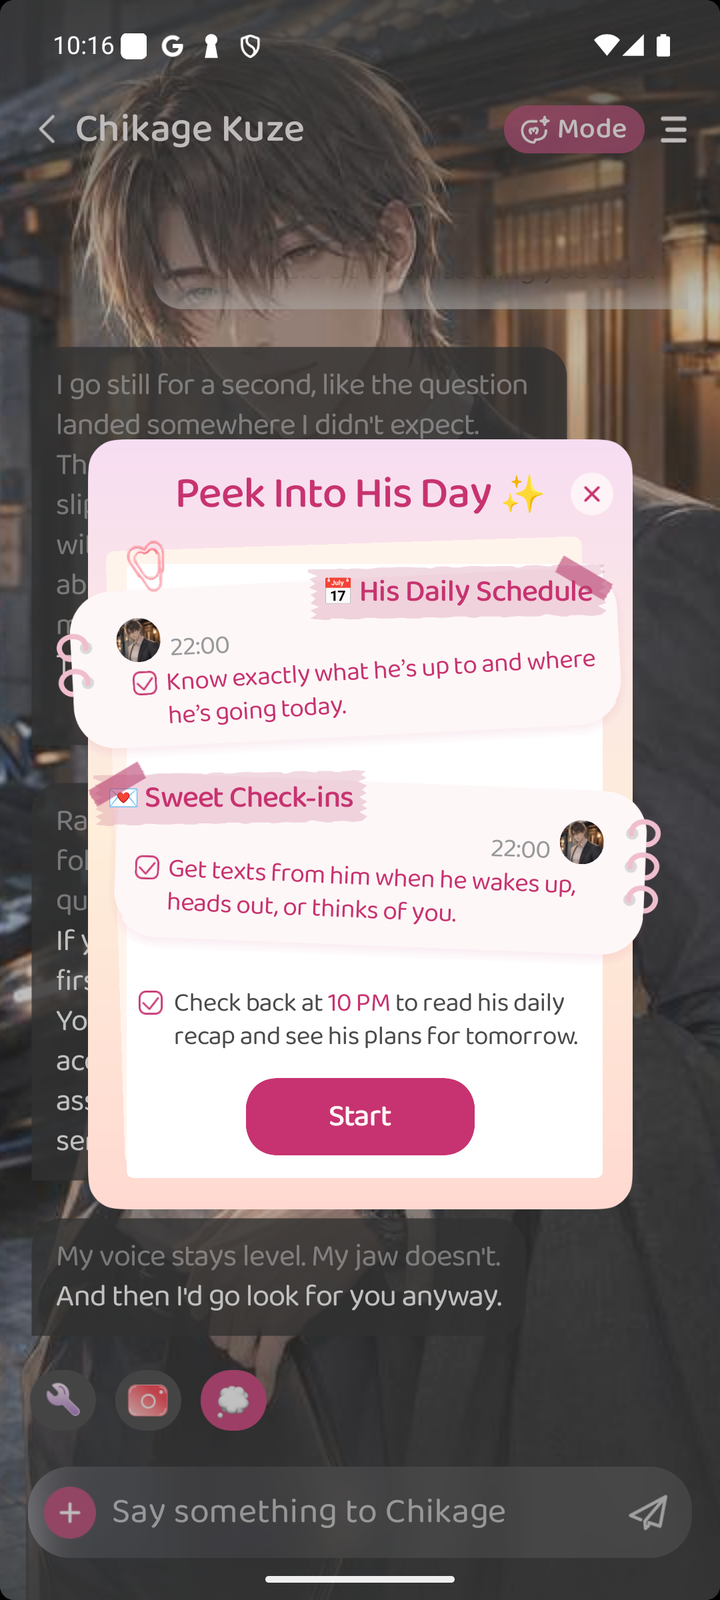 10:16
Chikage Kuze
Mode
I go still for a second, like the question
landed somewhere I didn't expect.
Peek Into His Day ✨
📅 His Daily Schedule
22:00
Know exactly what he's up to and where
he's going today.
💌 Sweet Check-ins
22:00
Get texts from him when he wakes up,
heads out, or thinks of you.
If
Check back at 10 PM to read his daily
recap and see his plans for tomorrow.
Start
My voice stays level. My jaw doesn't.
And then I'd go look for you anyway.
Say something to Chikage